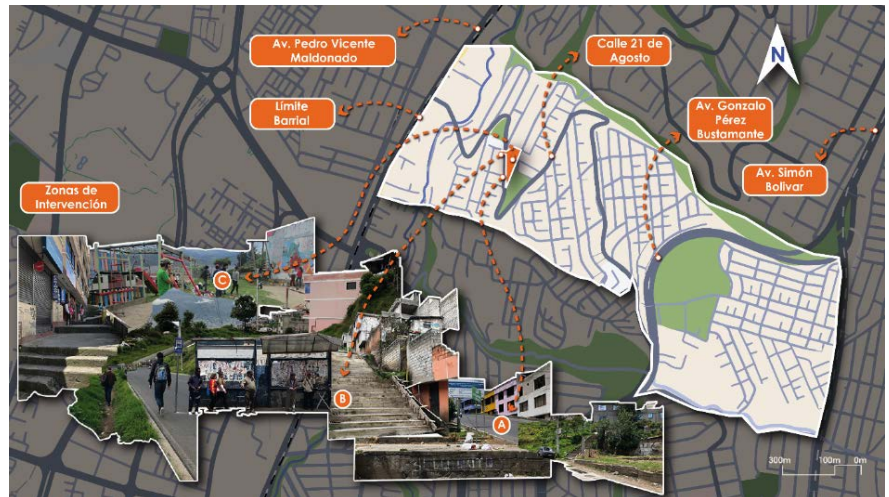 Av. Pedro Vicente
Maldonado
Calle 21 de
Agosto
N
Límite
Barrial
Av. Gonzalo
Pérez
Bustamante
Av. Simón
Bolivar
Zonas de
Intervención
C
B
A
300m 100m 0m